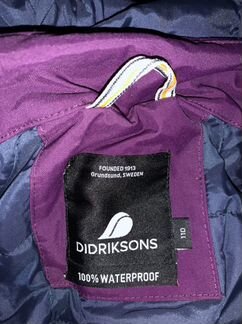 FOUNDED 1913
Grundsund, SWEDEN
DIDRIKSONS
100% WATERPROOF
110